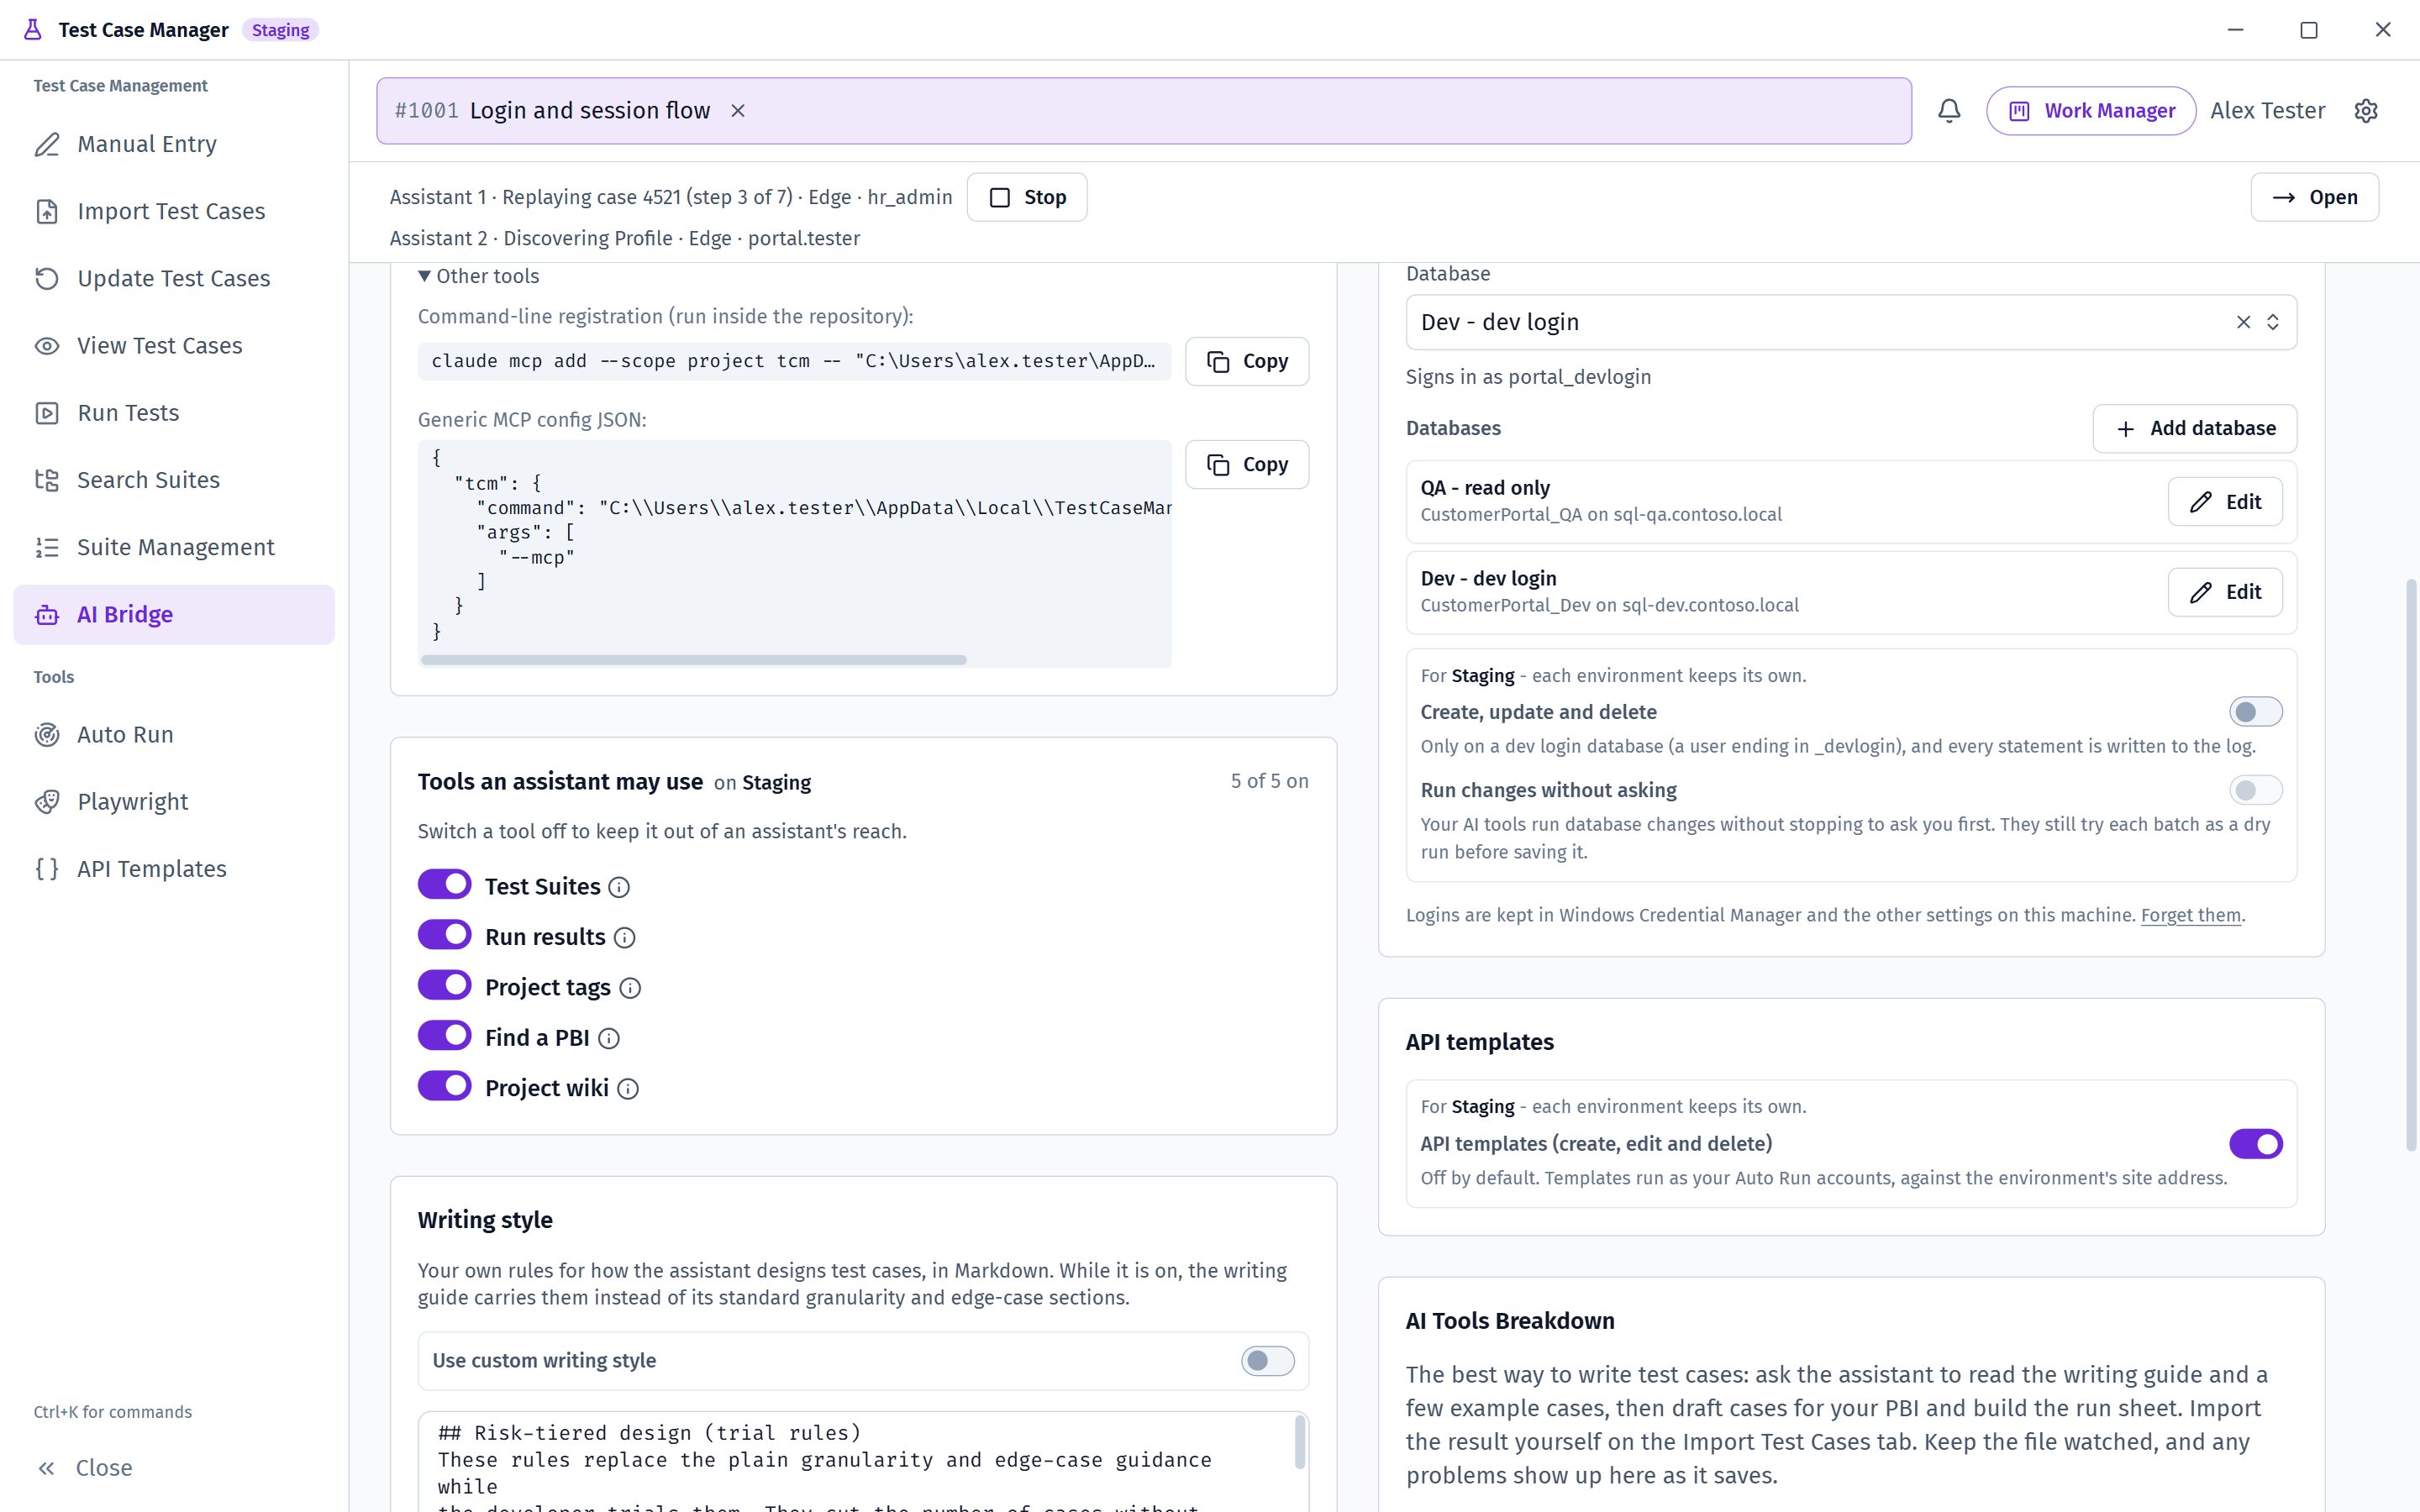 Test Case Manager Staging
Test Case Management
Manual Entry
Import Test Cases
Update Test Cases
View Test Cases
Run Tests
Search Suites
Suite Management
AI Bridge
Tools
Auto Run
Playwright
API Templates
Ctrl+K for commands
Close
#1001 Login and session flow
Work Manager
Alex Tester
Assistant 1 · Replaying case 4521 (step 3 of 7) · Edge · hr_admin
Stop
Open
Assistant 2 · Discovering Profile · Edge · portal.tester
Other tools
Command-line registration (run inside the repository):
claude mcp add --scope project tcm -- "C:\Users\alex.tester\AppD…
Copy
Generic MCP config JSON:
Copy
{
"tcm": {
"command": "C:\\Users\\alex.tester\\AppData\\Local\\TestCaseMan
"args": [
"--mcp"
]
}
}
Tools an assistant may use on Staging
5 of 5 on
Switch a tool off to keep it out of an assistant's reach.
Test Suites
Run results
Project tags
Find a PBI
Project wiki
Writing style
Your own rules for how the assistant designs test cases, in Markdown. While it is on, the writing
guide carries them instead of its standard granularity and edge-case sections.
Use custom writing style
## Risk-tiered design (trial rules)
These rules replace the plain granularity and edge-case guidance
while
the developer trials them. They cut the number of cases without
Database
Dev - dev login
Signs in as portal_devlogin
Databases
Add database
QA - read only
CustomerPortal_QA on sql-qa.contoso.local
Edit
Dev - dev login
CustomerPortal_Dev on sql-dev.contoso.local
Edit
For Staging - each environment keeps its own.
Create, update and delete
Only on a dev login database (a user ending in _devlogin), and every statement is written to the log.
Run changes without asking
Your AI tools run database changes without stopping to ask you first. They still try each batch as a dry
run before saving it.
Logins are kept in Windows Credential Manager and the other settings on this machine. Forget them.
API templates
For Staging - each environment keeps its own.
API templates (create, edit and delete)
Off by default. Templates run as your Auto Run accounts, against the environment's site address.
AI Tools Breakdown
The best way to write test cases: ask the assistant to read the writing guide and a
few example cases, then draft cases for your PBI and build the run sheet. Import
the result yourself on the Import Test Cases tab. Keep the file watched, and any
problems show up here as it saves.